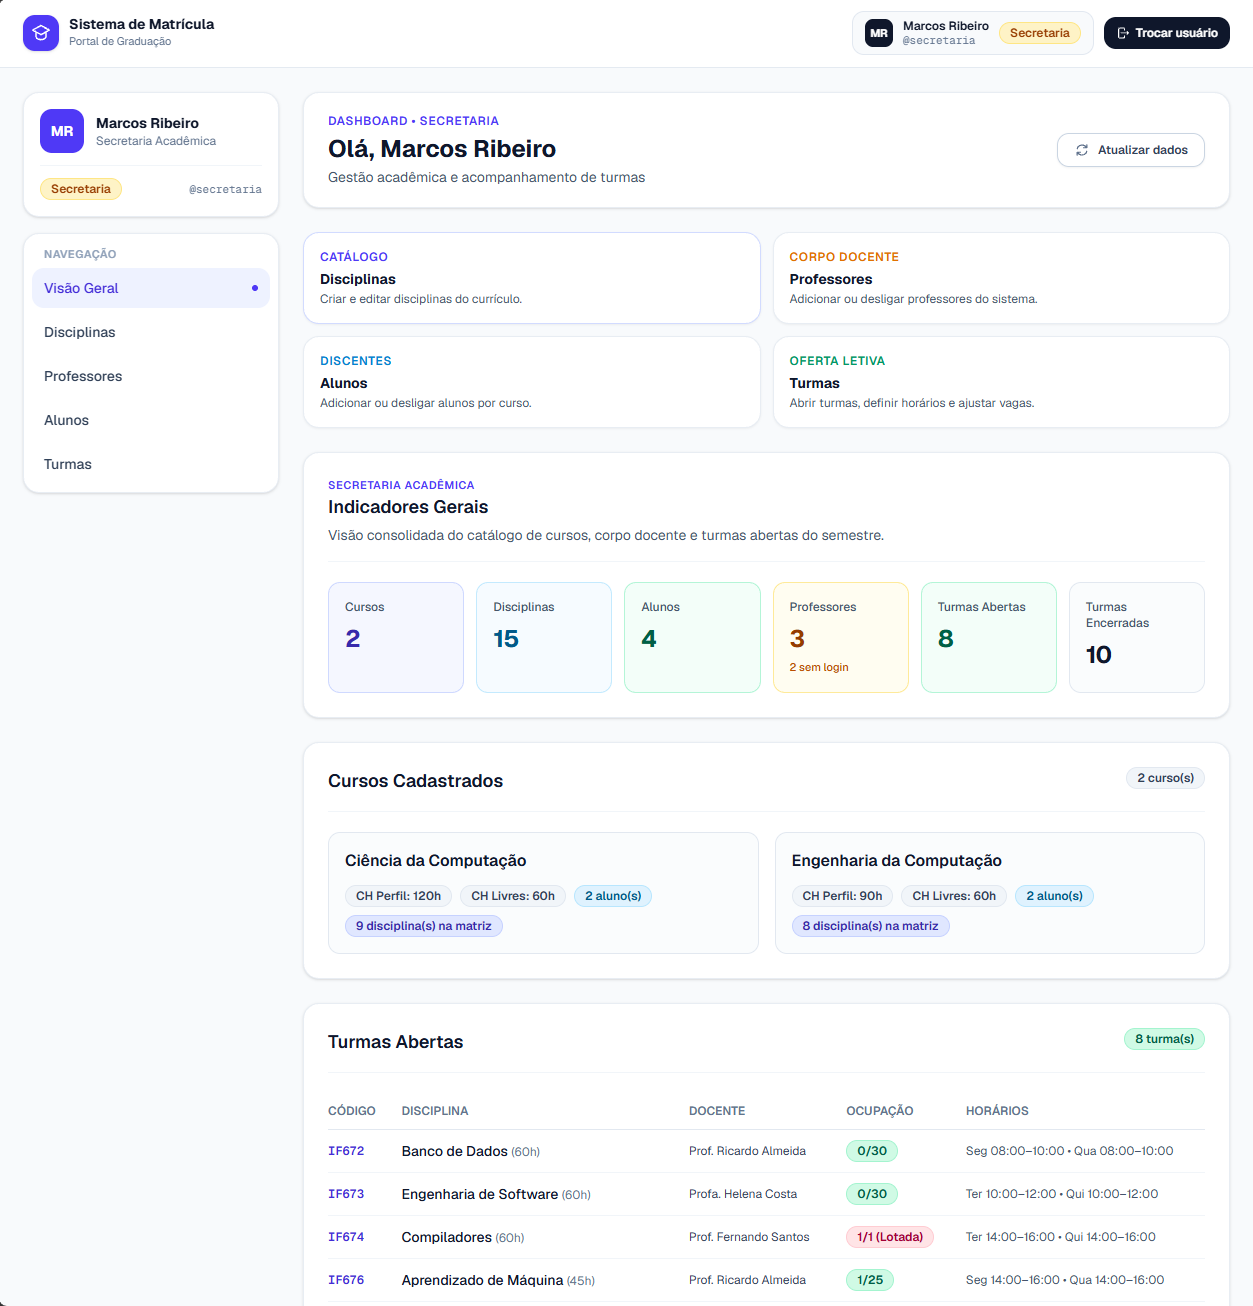 Sistema de Matrícula
Portal de Graduação
MR
Marcos Ribeiro
@secretaria
Secretaria
Trocar usuário
MR
Marcos Ribeiro
Secretaria Acadêmica
Secretaria
@secretaria
NAVEGAÇÃO
Visão Geral
Disciplinas
Professores
Alunos
Turmas
DASHBOARD • SECRETARIA
Olá, Marcos Ribeiro
Gestão acadêmica e acompanhamento de turmas
Atualizar dados
CATÁLOGO
Disciplinas
Criar e editar disciplinas do currículo.
CORPO DOCENTE
Professores
Adicionar ou desligar professores do sistema.
DISCENTES
Alunos
Adicionar ou desligar alunos por curso.
OFERTA LETIVA
Turmas
Abrir turmas, definir horários e ajustar vagas.
SECRETARIA ACADÊMICA
Indicadores Gerais
Visão consolidada do catálogo de cursos, corpo docente e turmas abertas do semestre.
Cursos
2
Disciplinas
15
Alunos
4
Professores
3
2 sem login
Turmas Abertas
8
Turmas
Encerradas
10
Cursos Cadastrados
2 curso(s)
Ciência da Computação
CH Perfil: 120h
CH Livres: 60h
2 aluno(s)
9 disciplina(s) na matriz
Engenharia da Computação
CH Perfil: 90h
CH Livres: 60h
2 aluno(s)
8 disciplina(s) na matriz
Turmas Abertas
8 turma(s)
CÓDIGO DISCIPLINA DOCENTE OCUPAÇÃO HORÁRIOS
IF672 Banco de Dados (60h) Prof. Ricardo Almeida 0/30 Seg 08:00–10:00 • Qua 08:00–10:00
IF673 Engenharia de Software (60h) Profa. Helena Costa 0/30 Ter 10:00–12:00 • Qui 10:00–12:00
IF674 Compiladores (60h) Prof. Fernando Santos 1/1 (Lotada) Ter 14:00–16:00 • Qui 14:00–16:00
IF676 Aprendizado de Máquina (45h) Prof. Ricardo Almeida 1/25 Seg 14:00–16:00 • Qua 14:00–16:00